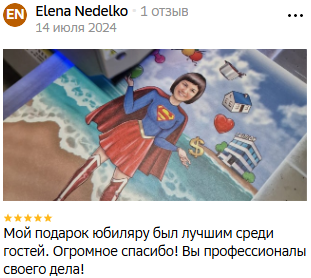 EN Elena Nedelko · 1 отзыв
14 июля 2024
S
$
Мой подарок юбиляру был лучшим среди
гостей. Огромное спасибо! Вы профессионалы
своего дела!